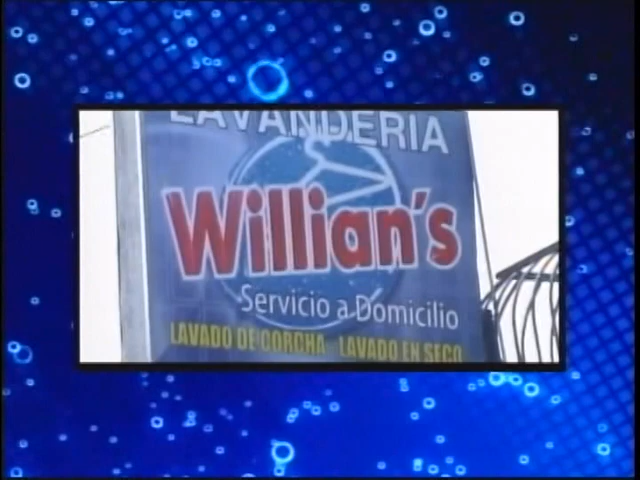 LAVANDERIA
Willian's
Servicio a Domicilio
LAVADO DE CORCHA - LAVADO EN SECO